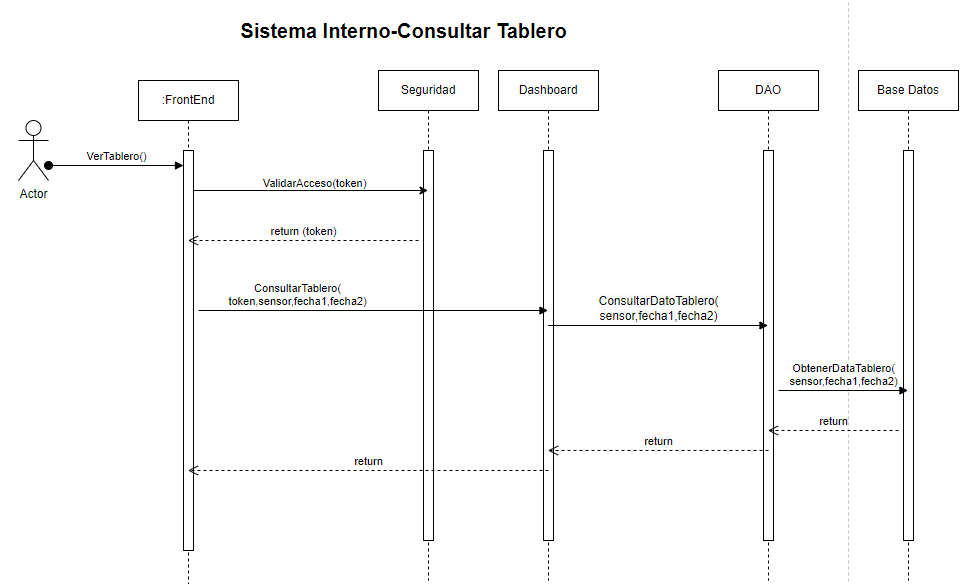 Sistema Interno-Consultar Tablero
:FrontEnd
Seguridad
Dashboard
DAO
Base Datos
Actor
VerTablero()
ValidarAcceso(token)
return (token)
ConsultarTablero(
token,sensor,fecha1,fecha2)
ConsultarDatoTablero(
sensor,fecha1,fecha2)
ObtenerDataTablero(
sensor,fecha1,fecha2)
return
return
return